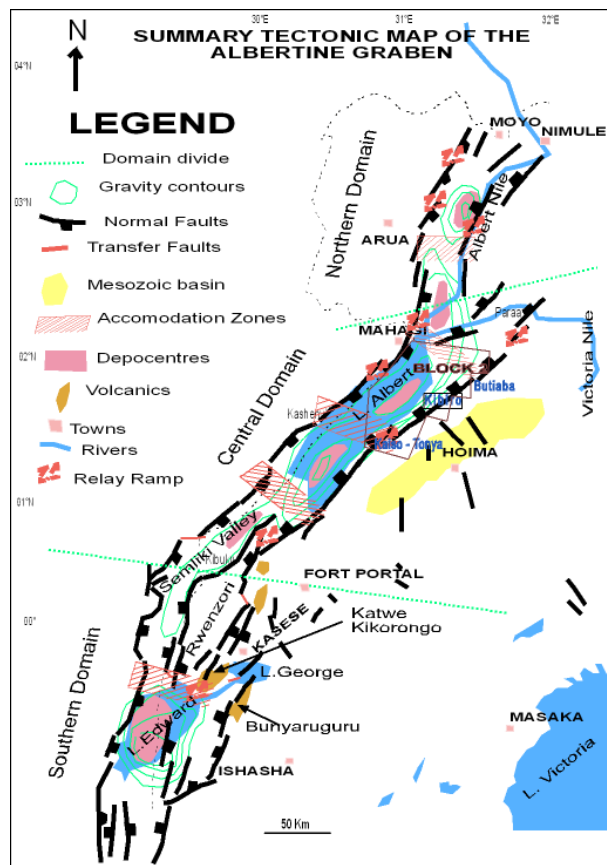 30'E
31'E
32'E
04'N
N
SUMMARY TECTONIC MAP OF THE
ALBERTINE GRABEN
LEGEND
Domain divide
Gravity contours
Normal Faults
Transfer Faults
Mesozoic basin
Accomodation Zones
Depocentres
Volcanics
Towns
Rivers
Relay Ramp
03'N
02'N
01'N
00'
MOYO
NIMULE
Northern Domain
Albert Nile
ARUA
MAHAGI
Paraa
Victoria Nile
BLOCK 2
Butiaba
L. Albert
Kibiro
Central Domain
Kaiso - Tonya
HOIMA
Semliki Valley
FORT PORTAL
Rwenzori
KASESE
Katwe
Kikorongo
L.George
Southern Domain
L.Edward
Bunyaruguru
MASAKA
ISHASHA
L. Victoria
50 Km